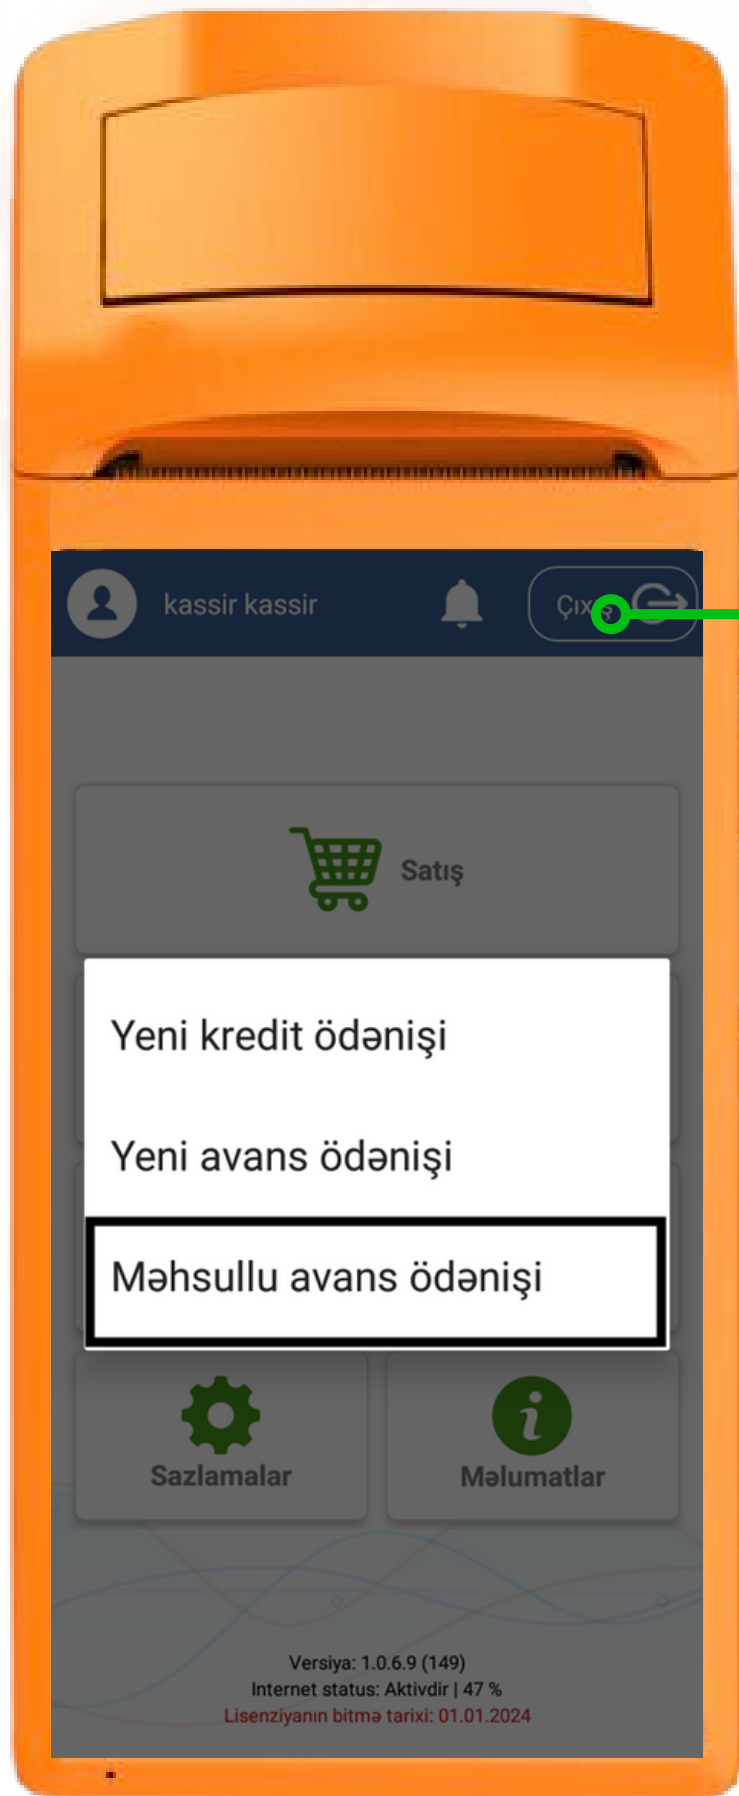 kassir kassir
Çıxış
Satış
Yeni kredit ödənişi
Yeni avans ödənişi
Məhsullu avans ödənişi
Sazlamalar
Məlumatlar
Versiya: 1.0.6.9 (149)
Internet status: Aktivdir | 47 %
Lisenziyanın bitmə tarixi: 01.01.2024